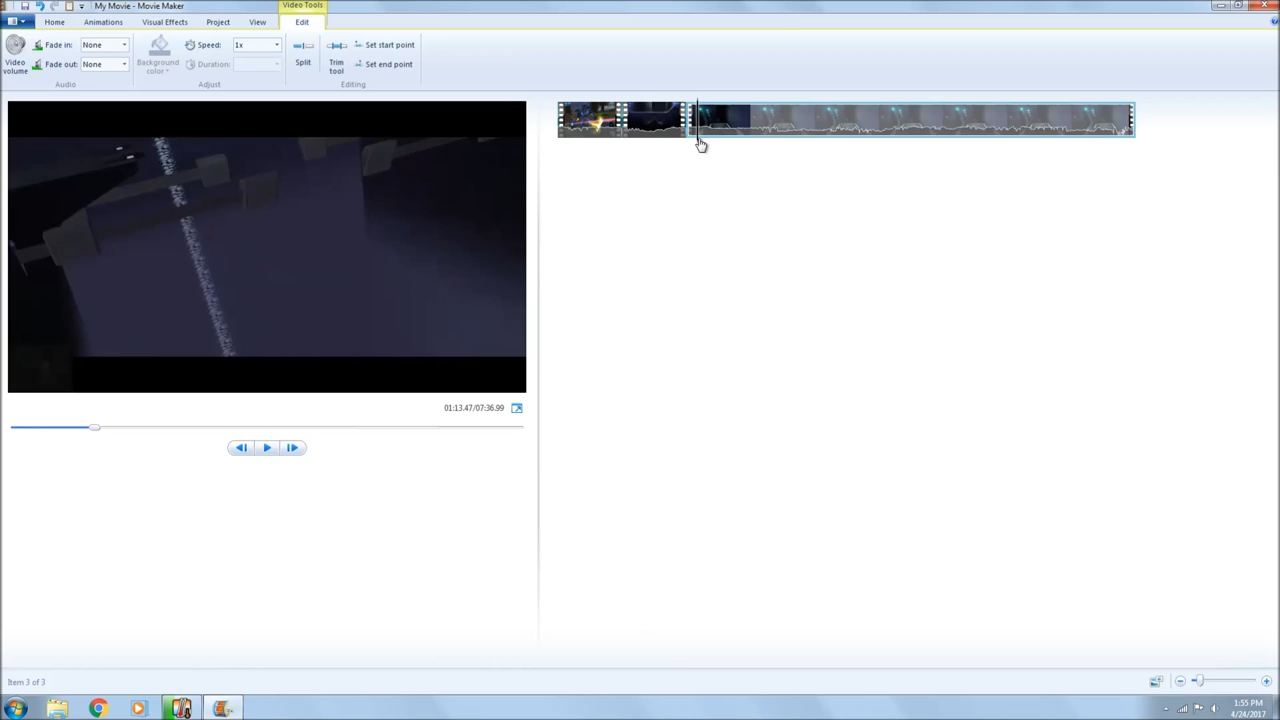 My Movie - Movie Maker
Video Tools
Home
Animations
Visual Effects
Project
View
Edit
Video volume
Fade in: None
Fade out: None
Audio
Background color
Speed: 1x
Duration:
Adjust
Split
Trim tool
Set start point
Set end point
Editing
01:13.47/07:36.99
Item 3 of 3
1:55 PM
4/24/2017